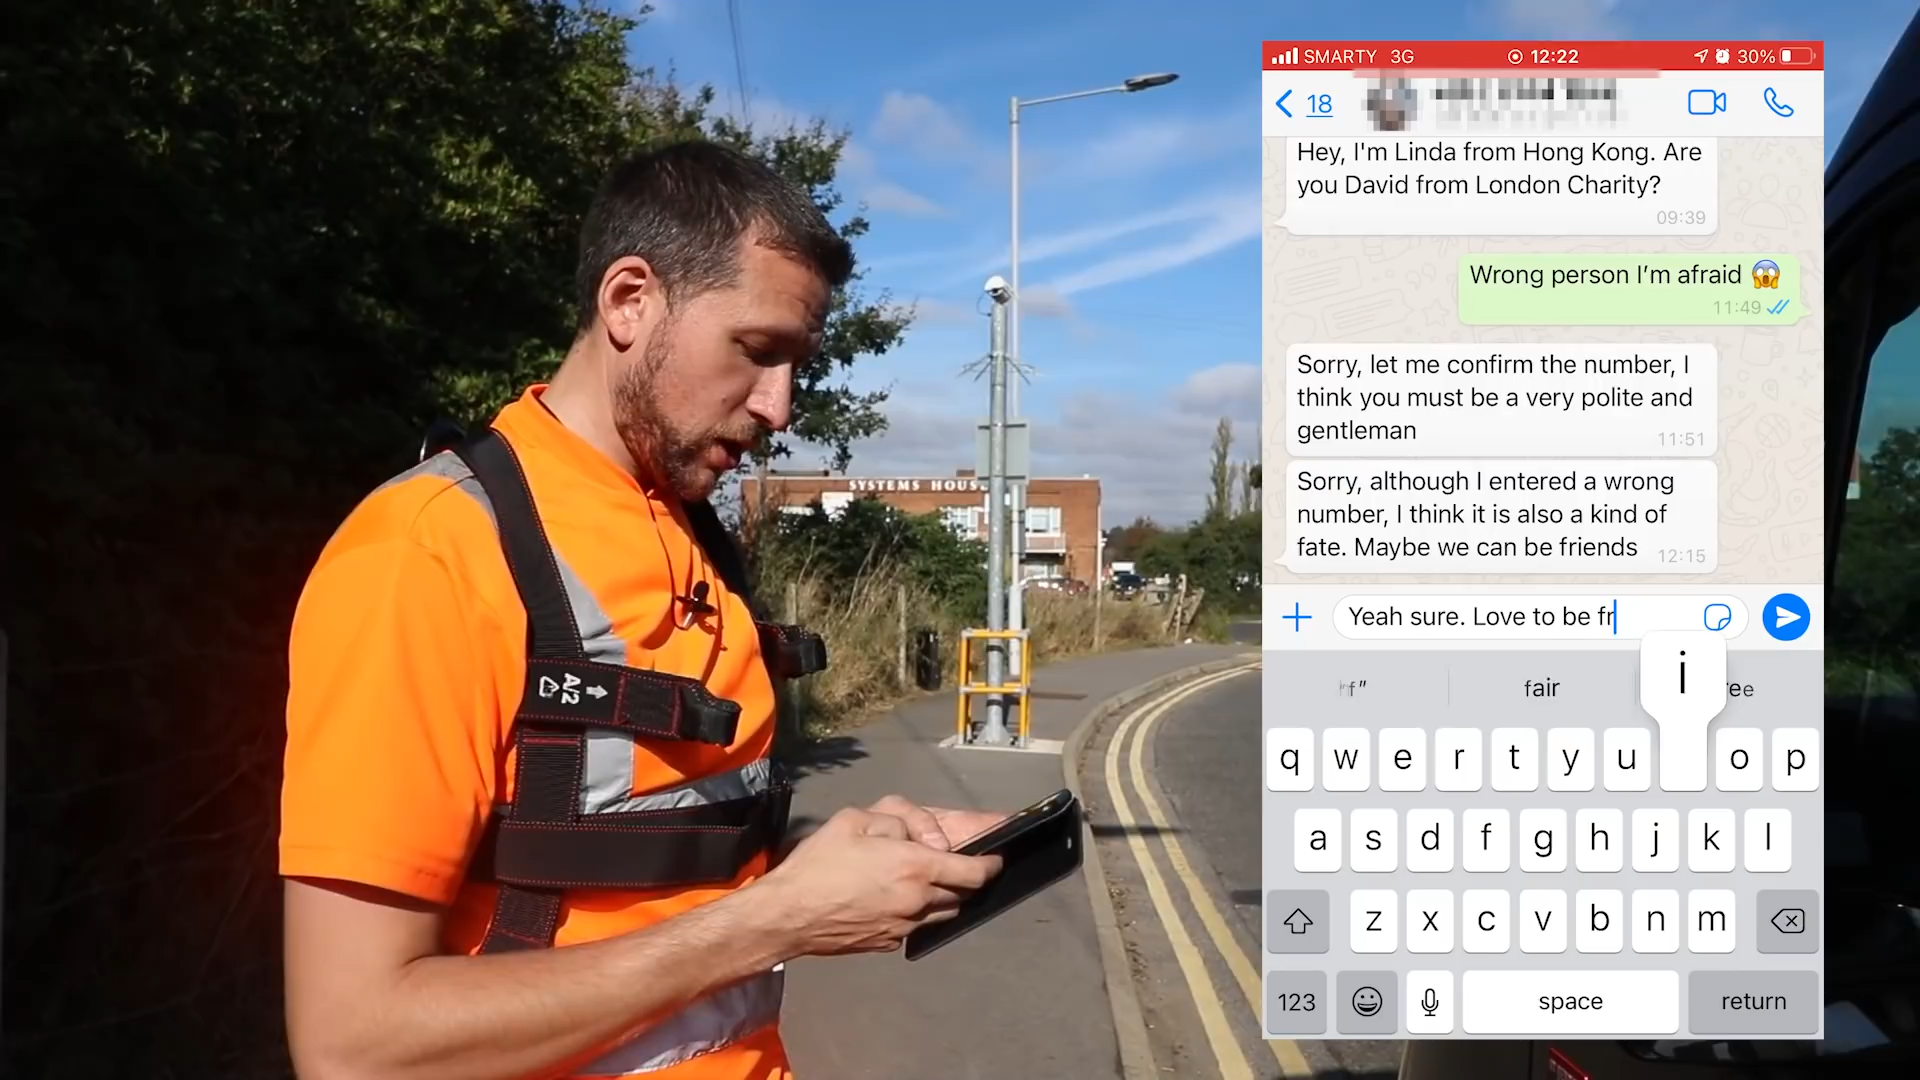 SYSTEMS HOUS
A/2
SMARTY 3G 12:22 30%
18
Hey, I'm Linda from Hong Kong. Are
you David from London Charity?
09:39
Wrong person I’m afraid 😱
11:49
Sorry, let me confirm the number, I
think you must be a very polite and
gentleman
11:51
Sorry, although I entered a wrong
number, I think it is also a kind of
fate. Maybe we can be friends
12:15
Yeah sure. Love to be fr
fair
i
q w e r t y u o p
a s d f g h j k l
z x c v b n m
123 space return